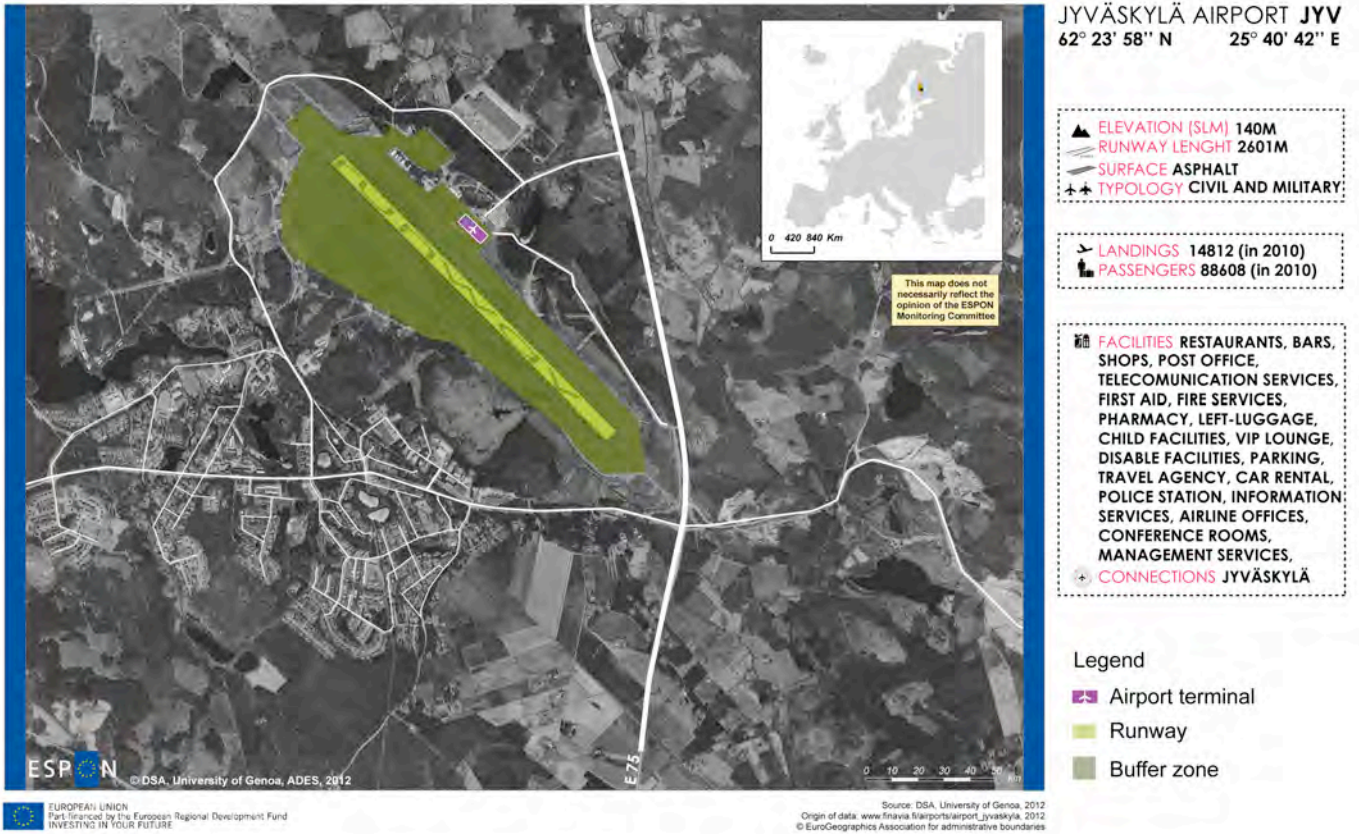 JYVÄSKYLÄ AIRPORT JYV
62° 23' 58'' N 25° 40' 42'' E
ELEVATION (SLM) 140M
RUNWAY LENGHT 2601M
SURFACE ASPHALT
TYPOLOGY CIVIL AND MILITARY
0 420 840 Km
LANDINGS 14812 (in 2010)
PASSENGERS 88608 (in 2010)
This map does not
necessarily reflect the
opinion of the ESPON
Monitoring Committee
FACILITIES RESTAURANTS, BARS,
SHOPS, POST OFFICE,
TELECOMUNICATION SERVICES,
FIRST AID, FIRE SERVICES,
PHARMACY, LEFT-LUGGAGE,
CHILD FACILITIES, VIP LOUNGE,
DISABLE FACILITIES, PARKING,
TRAVEL AGENCY, CAR RENTAL,
POLICE STATION, INFORMATION
SERVICES, AIRLINE OFFICES,
CONFERENCE ROOMS,
MANAGEMENT SERVICES,
CONNECTIONS JYVÄSKYLÄ
Legend
Airport terminal
Runway
Buffer zone
E 75
ESPON
© DSA, University of Genoa, ADES, 2012
0 10 20 30 40 50
Km
EUROPEAN UNION
Part-financed by the European Regional Development Fund
INVESTING IN YOUR FUTURE
Source: DSA, University of Genoa, 2012
Origin of data: www.finavia.fi/airports/airport_jyvaskyla, 2012
© EuroGeographics Association for administrative boundaries